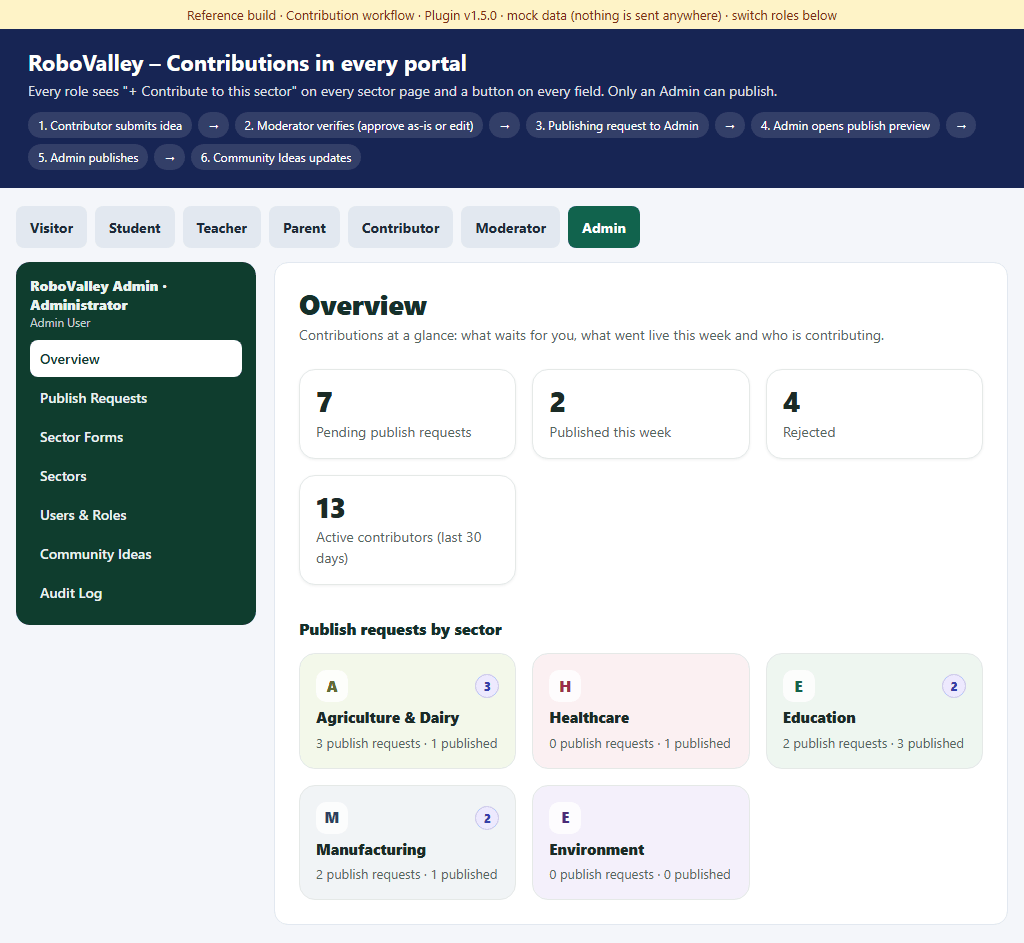 Reference build · Contribution workflow · Plugin v1.5.0 · mock data (nothing is sent anywhere) · switch roles below
RoboValley – Contributions in every portal
Every role sees "+ Contribute to this sector" on every sector page and a button on every field. Only an Admin can publish.
1. Contributor submits idea → 2. Moderator verifies (approve as-is or edit) → 3. Publishing request to Admin → 4. Admin opens publish preview →
5. Admin publishes → 6. Community Ideas updates
Visitor Student Teacher Parent Contributor Moderator Admin
RoboValley Admin ·
Administrator
Admin User
Overview
Publish Requests
Sector Forms
Sectors
Users & Roles
Community Ideas
Audit Log
Overview
Contributions at a glance: what waits for you, what went live this week and who is contributing.
7
Pending publish requests
2
Published this week
4
Rejected
13
Active contributors (last 30
days)
Publish requests by sector
A 3
Agriculture & Dairy
3 publish requests · 1 published
H
Healthcare
0 publish requests · 1 published
E 2
Education
2 publish requests · 3 published
M 2
Manufacturing
2 publish requests · 1 published
E
Environment
0 publish requests · 0 published